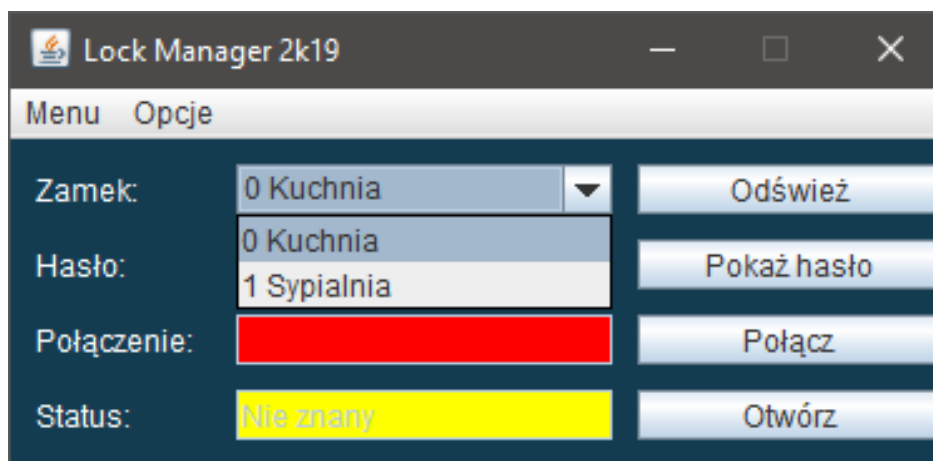 Lock Manager 2k19
Menu Opcje
Zamek: 0 Kuchnia Odśwież
0 Kuchnia
Hasło: Pokaż hasło
1 Sypialnia
Połączenie: Połącz
Status: Nie znany Otwórz